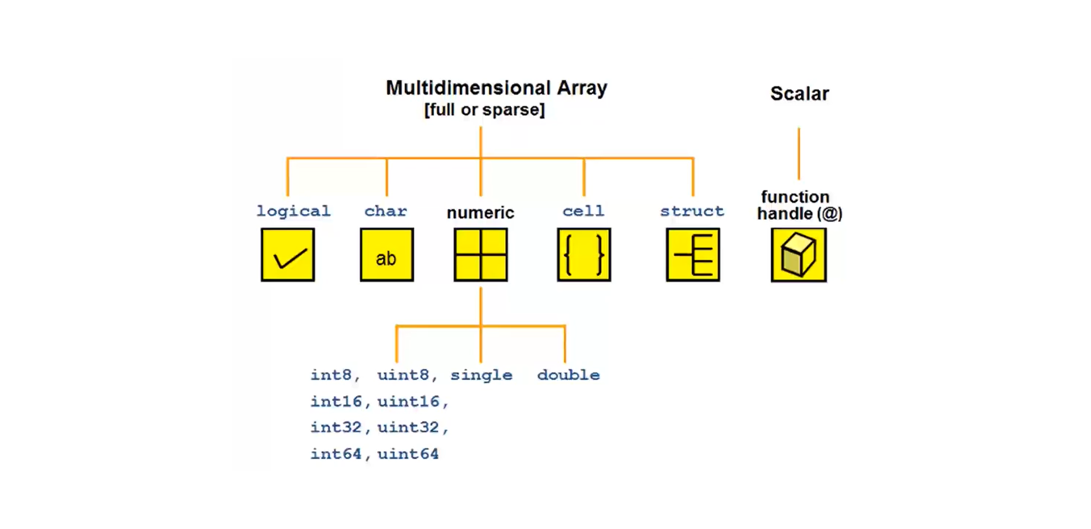 Multidimensional Array
[full or sparse]
Scalar
logical
char
numeric
cell
struct
function
handle (@)
ab
{ }
int8, uint8, single double
int16, uint16,
int32, uint32,
int64, uint64